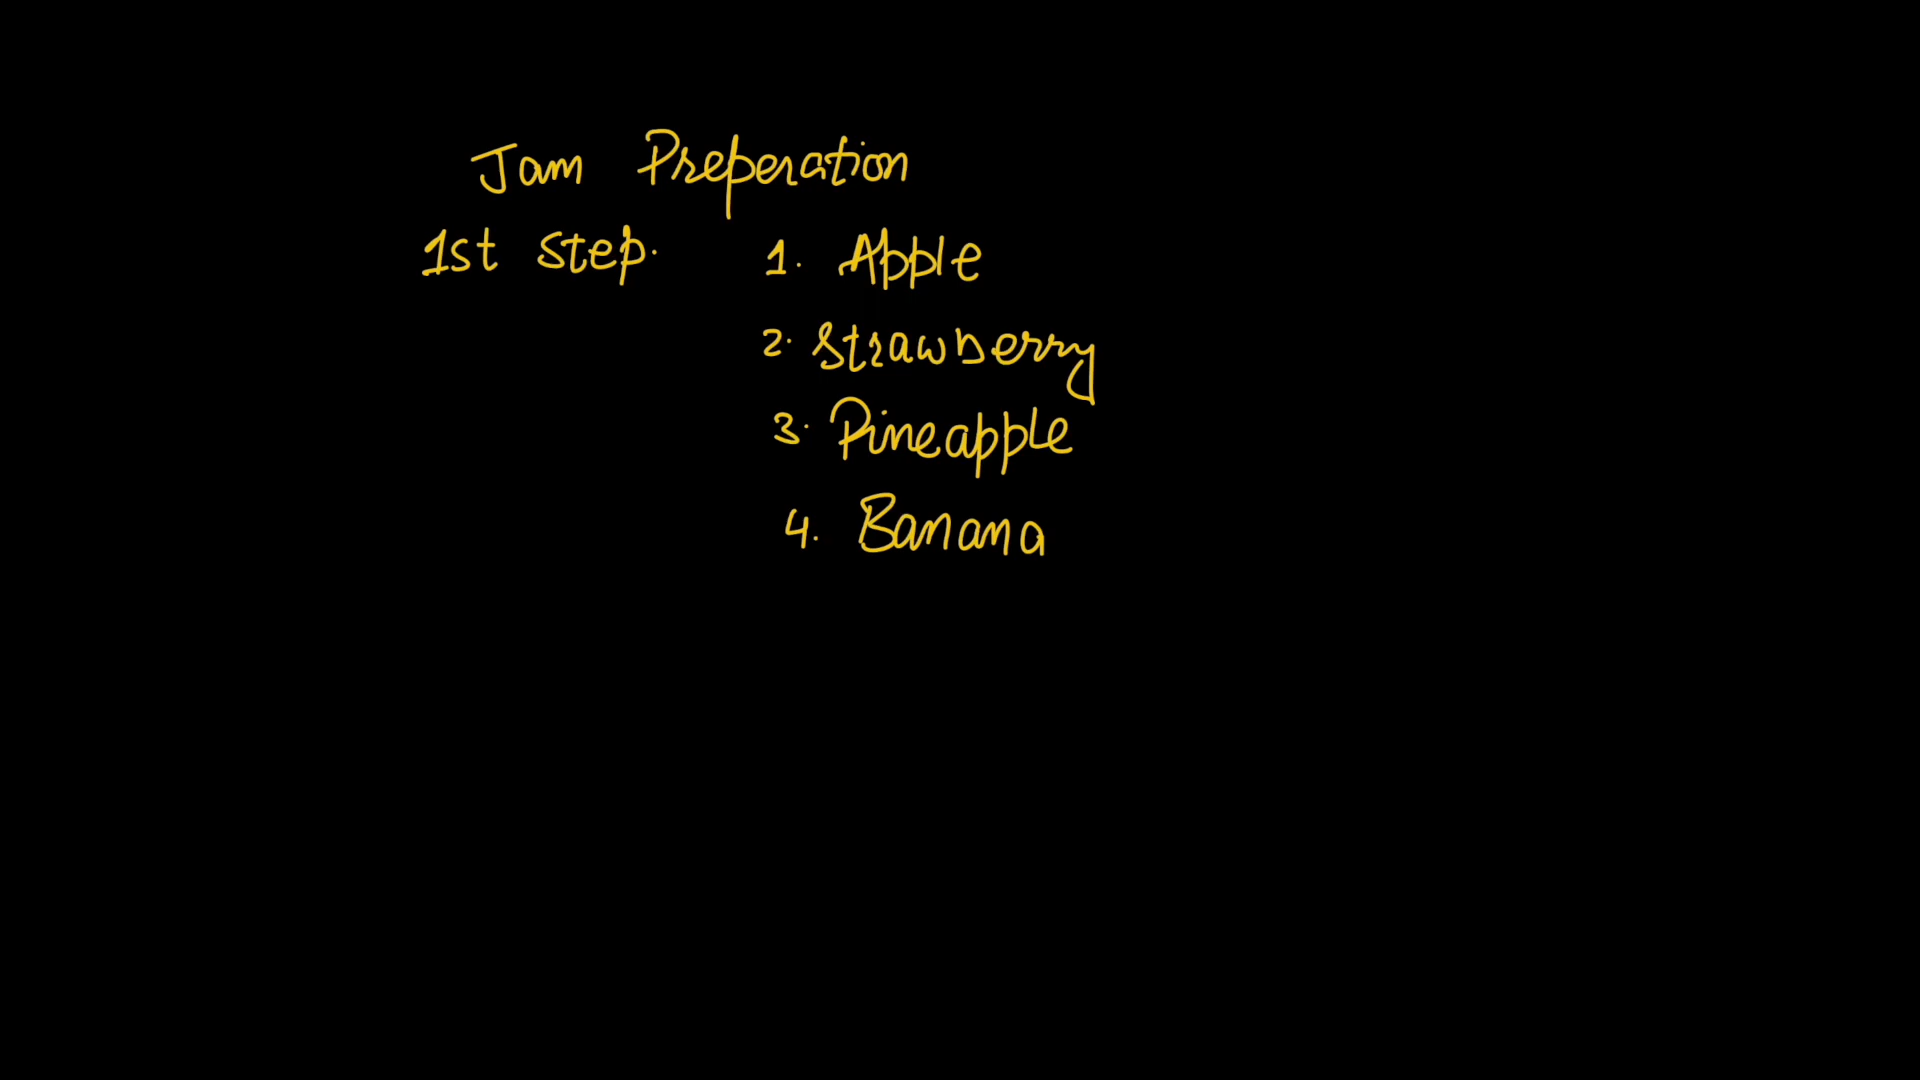 Jam Preperation
1st step. 1. Apple
2. Strawberry
3. Pineapple
4. Banana